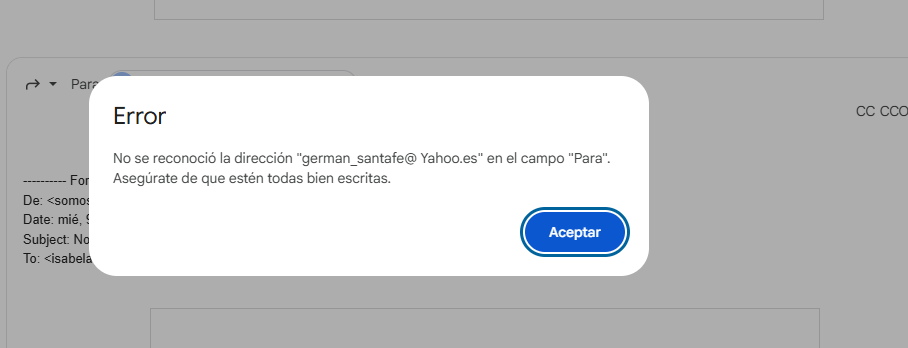 Para
CC CCO
Error
No se reconoció la dirección "german_santafe@ Yahoo.es" en el campo "Para".
Asegúrate de que estén todas bien escritas.
Aceptar
---------- For
De: <somos
Date: mié, 9
Subject: No
To: <isabela